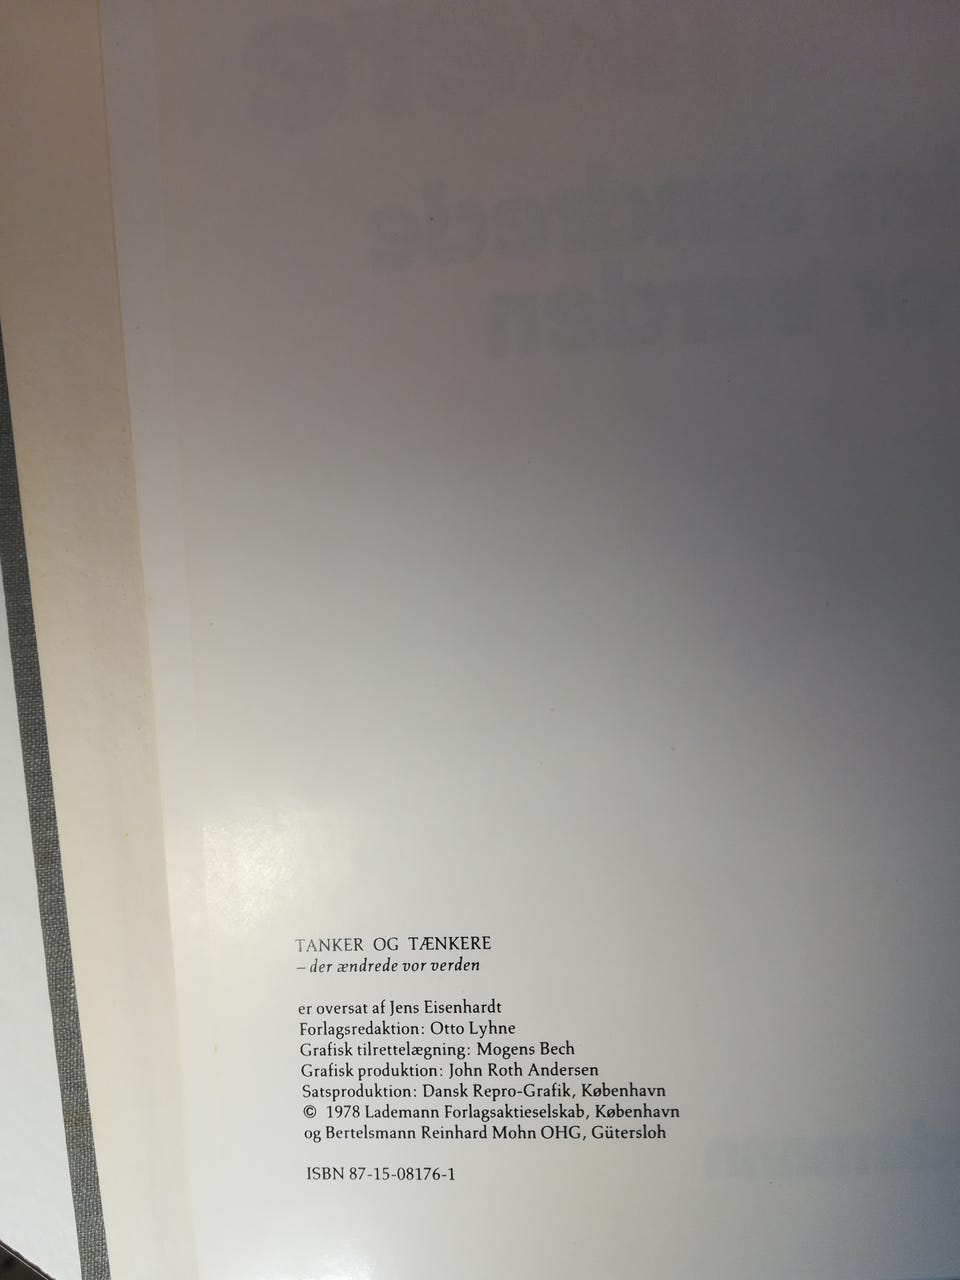 TANKER OG TÆNKERE
– der ændrede vor verden
er oversat af Jens Eisenhardt
Forlagsredaktion: Otto Lyhne
Grafisk tilrettelægning: Mogens Bech
Grafisk produktion: John Roth Andersen
Satsproduktion: Dansk Repro-Grafik, København
© 1978 Lademann Forlagsaktieselskab, København
og Bertelsmann Reinhard Mohn OHG, Gütersloh
ISBN 87-15-08176-1